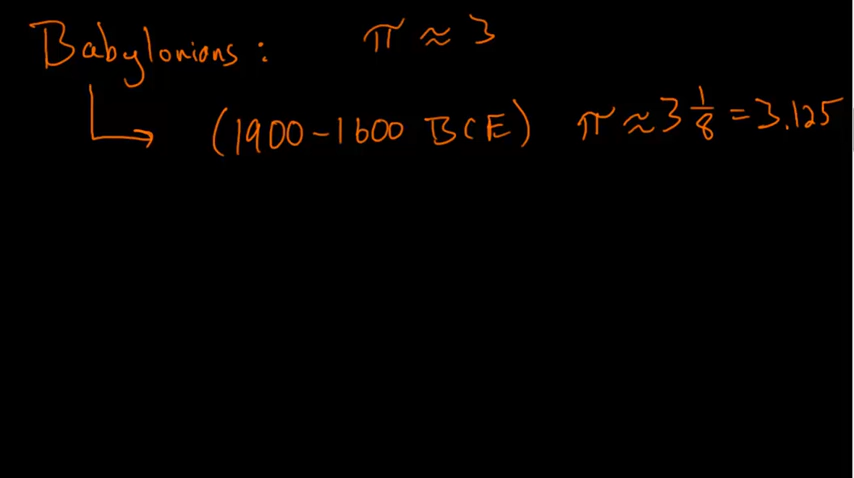 Babylonians: π ≈ 3
(1900-1600 BCE) π ≈ 3 1/8 = 3.125